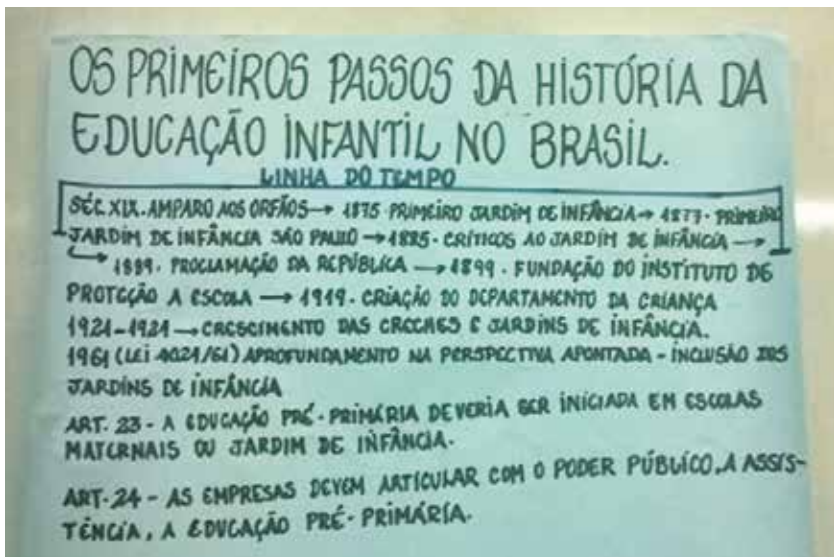 OS PRIMEIROS PASSOS DA HISTÓRIA DA
EDUCAÇÃO INFANTIL NO BRASIL.
LINHA DO TEMPO
SÉC. XIX. AMPARO AOS ORFÃOS → 1875 PRIMEIRO JARDIM DE INFÂNCIA → 1877. PRIMEIRO
JARDIM DE INFÂNCIA SÃO PAULO → 1885. CRÍTICOS AO JARDIM DE INFÂNCIA →
→ 1889. PROCLAMAÇÃO DA REPÚBLICA → 1899. FUNDAÇÃO DO INSTITUTO DE
PROTEÇÃO A ESCOLA → 1919. CRIAÇÃO DO DEPARTAMENTO DA CRIANÇA
1921-1924 → CRESCIMENTO DAS CRECHES E JARDINS DE INFÂNCIA.
1961 (LEI 4024/61) APROFUNDAMENTO NA PERSPECTIVA APONTADA - INCLUSÃO DOS
JARDINS DE INFÂNCIA
ART. 23 - A EDUCAÇÃO PRÉ-PRIMÁRIA DEVERIA SER INICIADA EM ESCOLAS
MATERNAIS OU JARDIM DE INFÂNCIA.
ART. 24 - AS EMPRESAS DEVEM ARTICULAR COM O PODER PÚBLICO, A ASSIS-
TÊNCIA, A EDUCAÇÃO PRÉ-PRIMÁRIA.